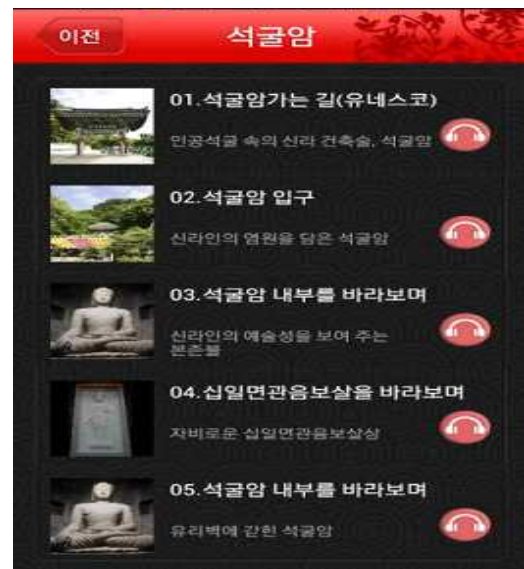 이전
석굴암
01.석굴암가는 길(유네스코)
인공석굴 속의 신라 건축술, 석굴암
02.석굴암 입구
신라인의 염원을 담은 석굴암
03.석굴암 내부를 바라보며
신라인의 예술성을 보여 주는
본존불
04.십일면관음보살을 바라보며
자비로운 십일면관음보살상
05.석굴암 내부를 바라보며
유리벽에 갇힌 석굴암